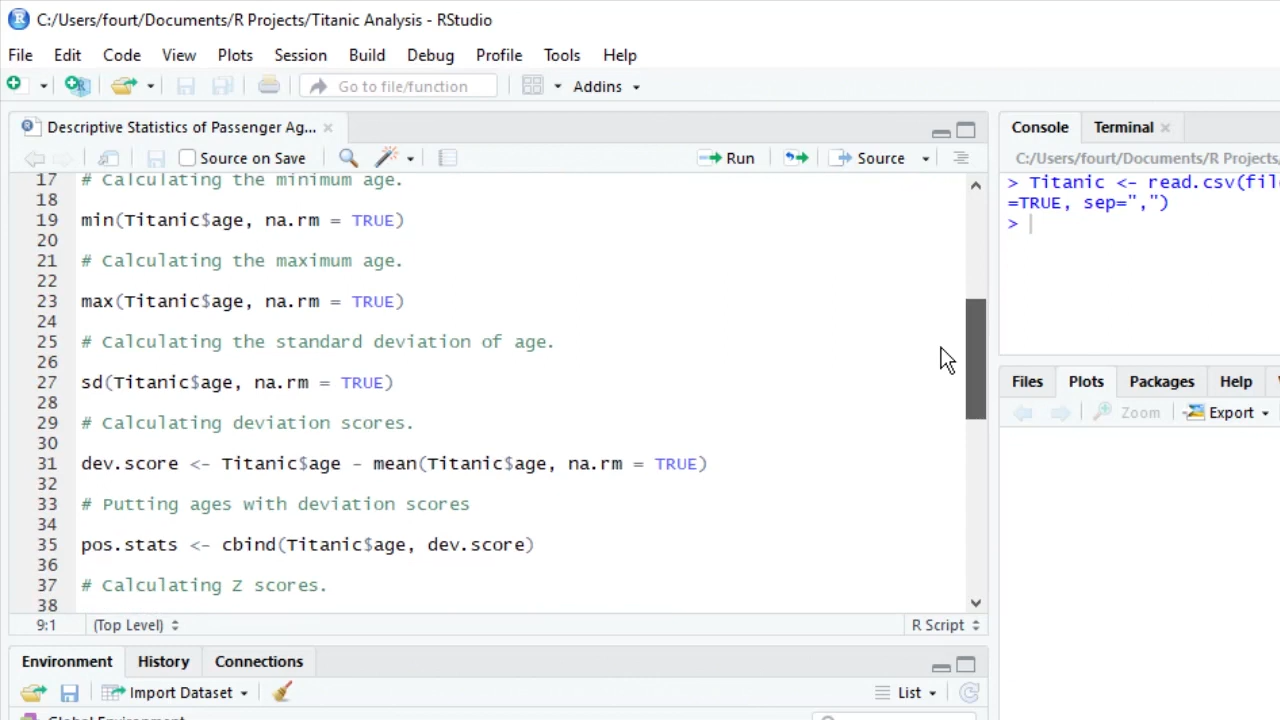 C:/Users/fourt/Documents/R Projects/Titanic Analysis - RStudio
File Edit Code View Plots Session Build Debug Profile Tools Help
Go to file/function Addins
Descriptive Statistics of Passenger Ag...
Source on Save Run Source
17 # Calculating the minimum age.
18
19 min(Titanic$age, na.rm = TRUE)
20
21 # Calculating the maximum age.
22
23 max(Titanic$age, na.rm = TRUE)
24
25 # Calculating the standard deviation of age.
26
27 sd(Titanic$age, na.rm = TRUE)
28
29 # Calculating deviation scores.
30
31 dev.score <- Titanic$age - mean(Titanic$age, na.rm = TRUE)
32
33 # Putting ages with deviation scores
34
35 pos.stats <- cbind(Titanic$age, dev.score)
36
37 # Calculating Z scores.
38
9:1 (Top Level) R Script
Environment History Connections
Import Dataset List
Global Environment
Console Terminal
C:/Users/fourt/Documents/R Projects/
> Titanic <- read.csv(fil
=TRUE, sep=",")
>
Files Plots Packages Help
Zoom Export